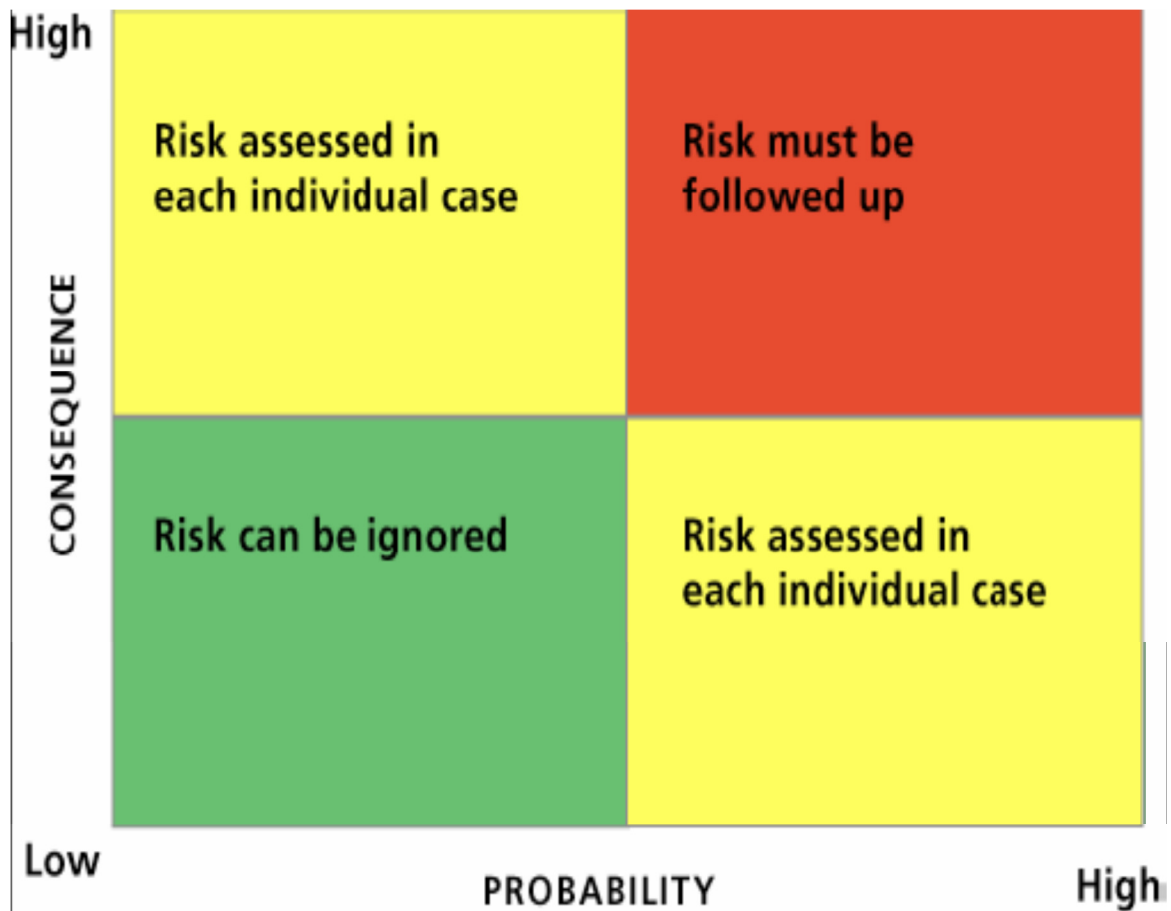 High
Risk assessed in
each individual case
Risk must be
followed up
CONSEQUENCE
Risk can be ignored
Risk assessed in
each individual case
Low
PROBABILITY
High